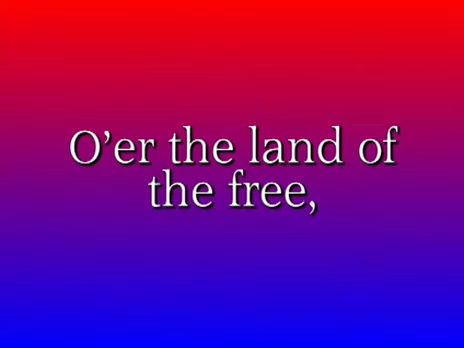 O’er the land of
the free,